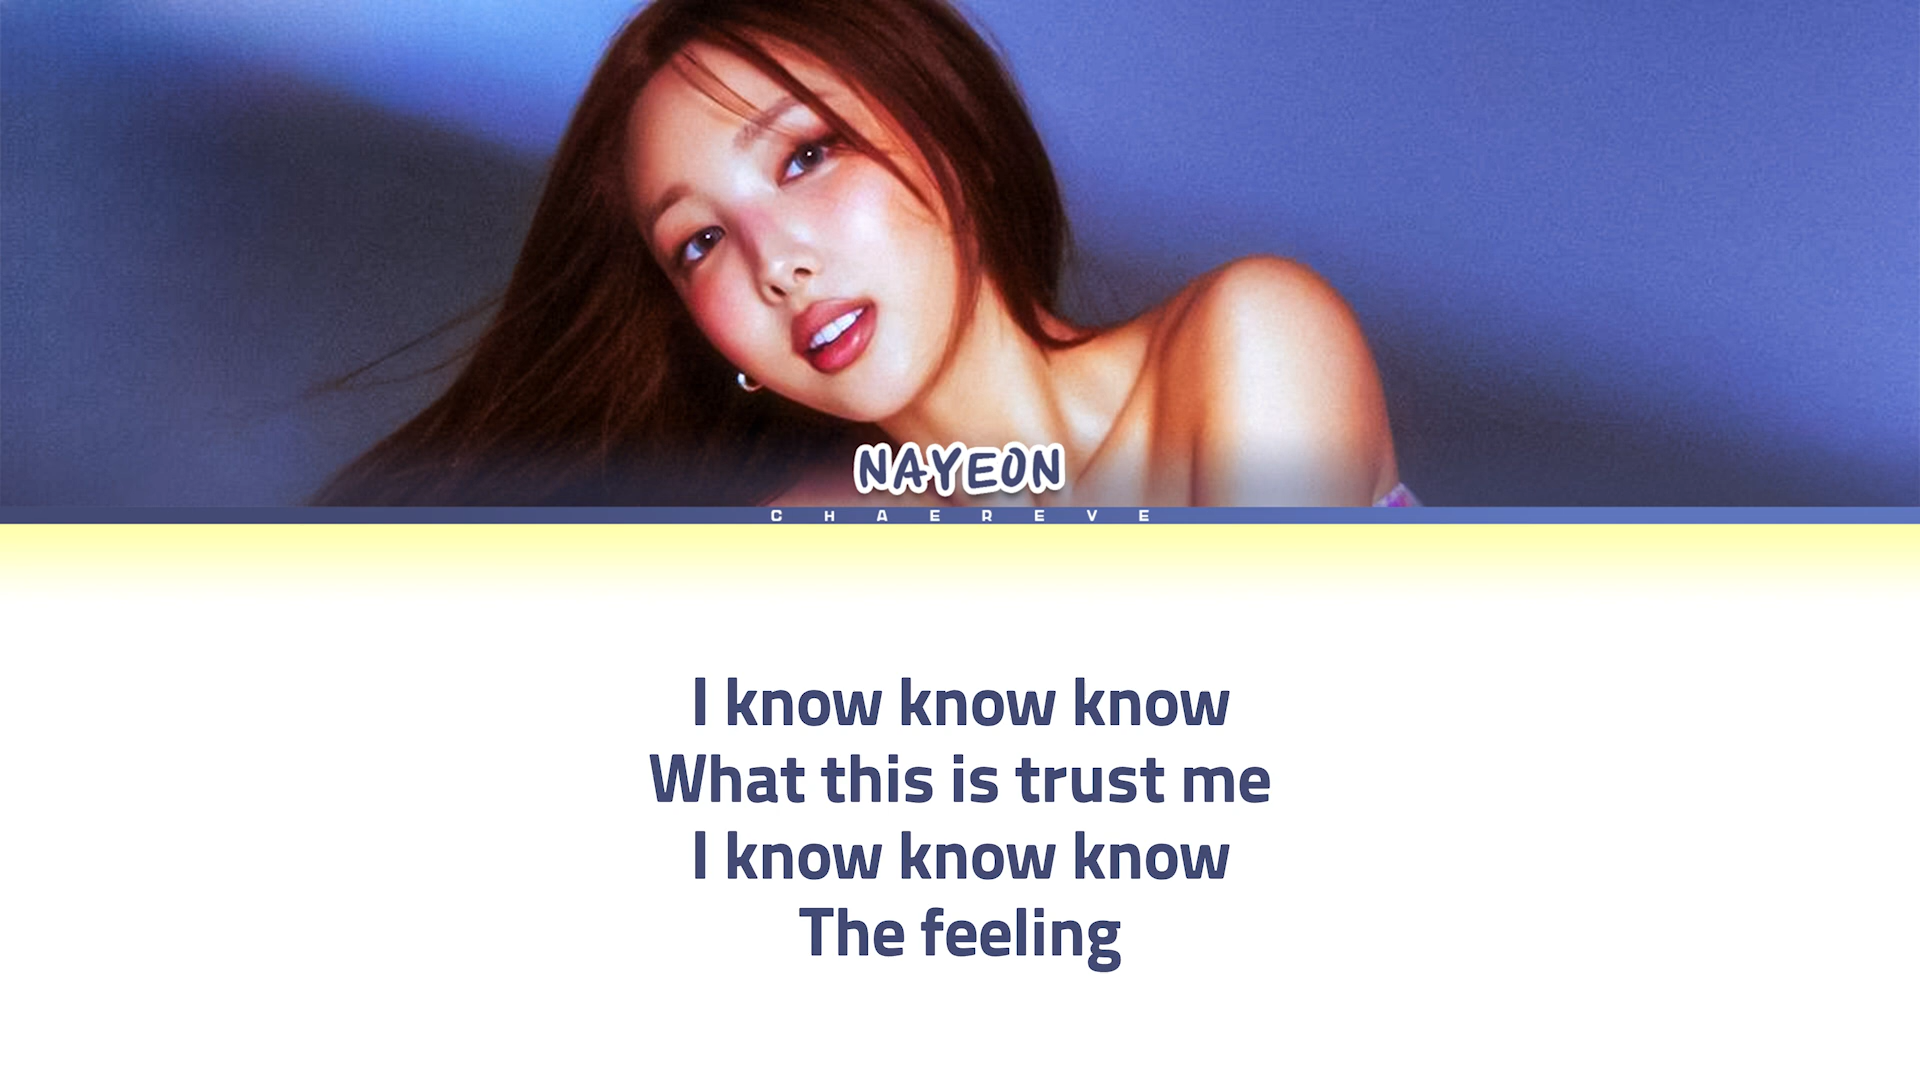 NAYEON
CHAEREVE
I know know know
What this is trust me
I know know know
The feeling